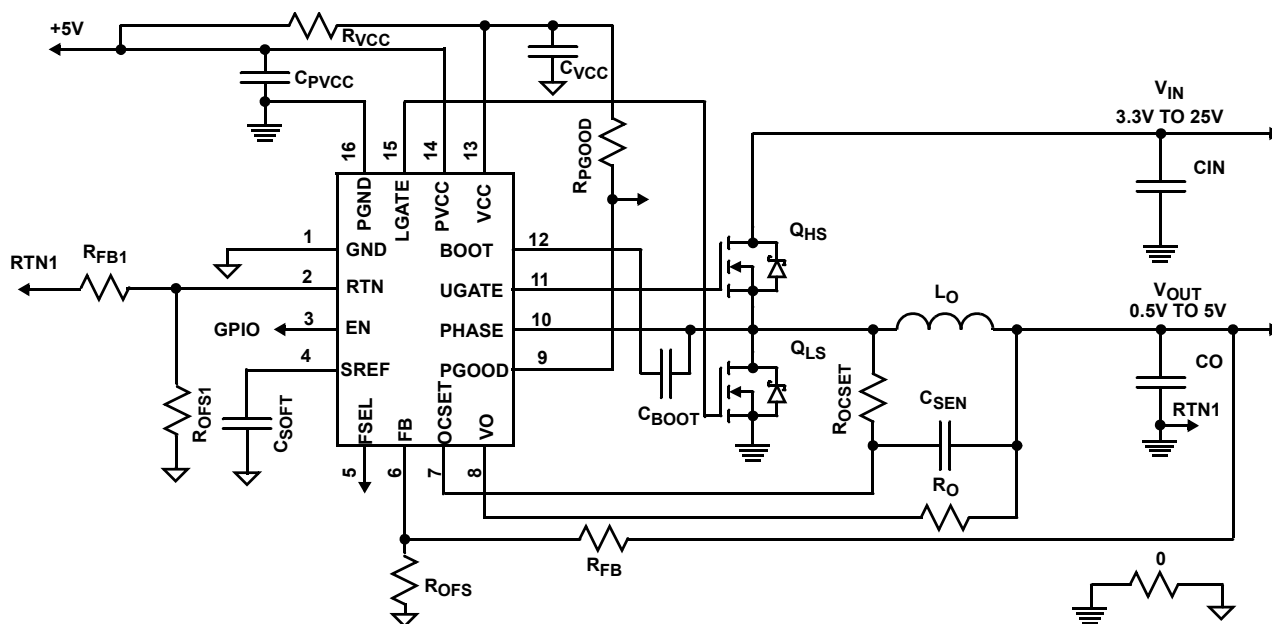 +5V
RVCC
CVCC
CPVCC
VIN
3.3V TO 25V
CIN
RPGOOD
16
15
14
13
PGND
LGATE
PVCC
VCC
1
GND
BOOT
12
QHS
RTN1
RFB1
2
RTN
UGATE
11
LO
VOUT
0.5V TO 5V
GPIO
3
EN
PHASE
10
QLS
4
SREF
PGOOD
9
CO
ROFS1
CSOFT
FSEL
FB
OCSET
VO
CBOOT
ROCSET
CSEN
RTN1
5
6
7
8
RO
RFB
ROFS
0